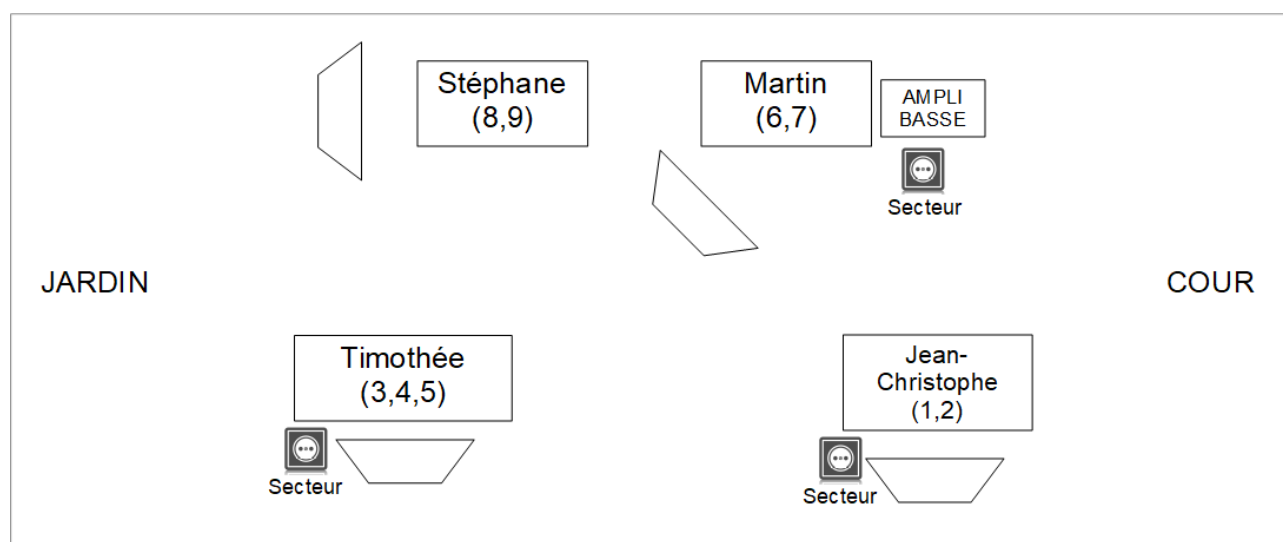 Stéphane
(8,9)
Martin
(6,7)
AMPLI
BASSE
Secteur
JARDIN
COUR
Timothée
(3,4,5)
Secteur
Jean-
Christophe
(1,2)
Secteur